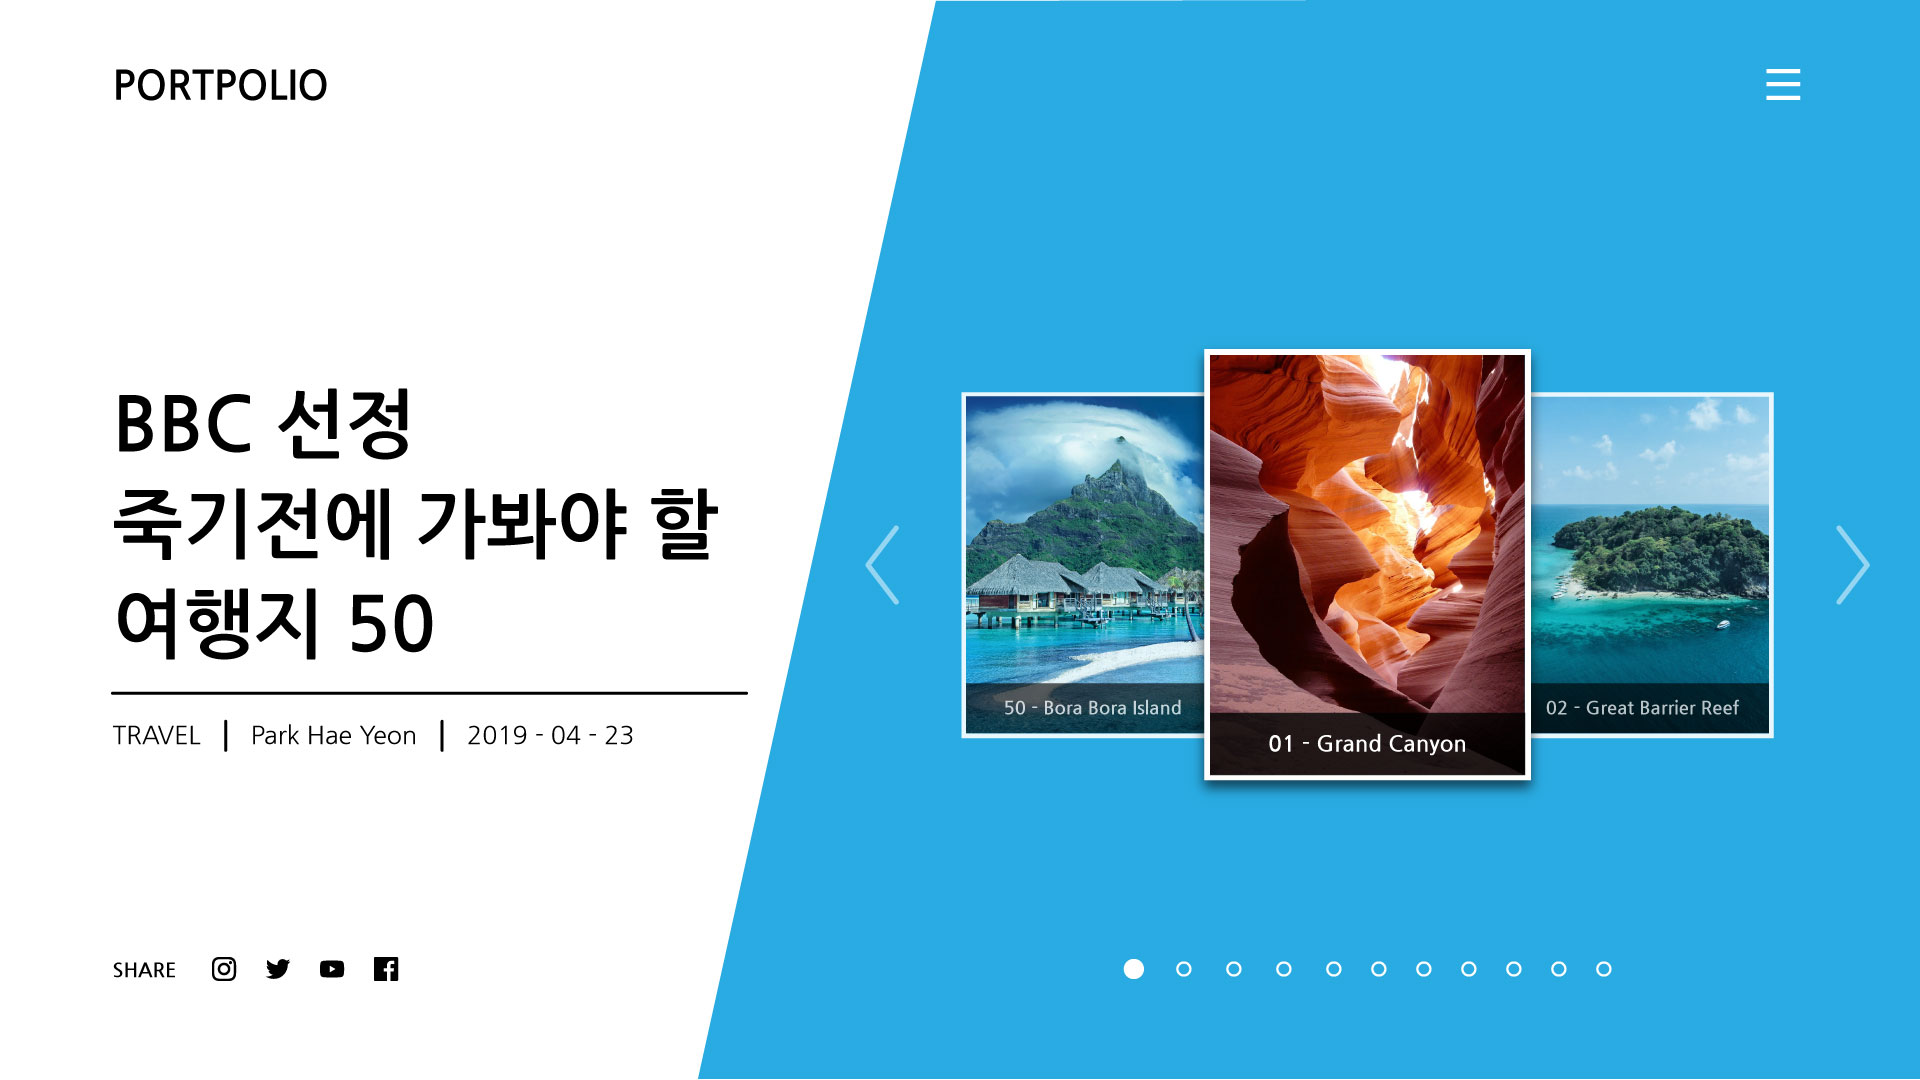 PORTPOLIO
BBC 선정
죽기전에 가봐야 할
여행지 50
TRAVEL | Park Hae Yeon | 2019 - 04 - 23
50 - Bora Bora Island
01 - Grand Canyon
02 - Great Barrier Reef
SHARE